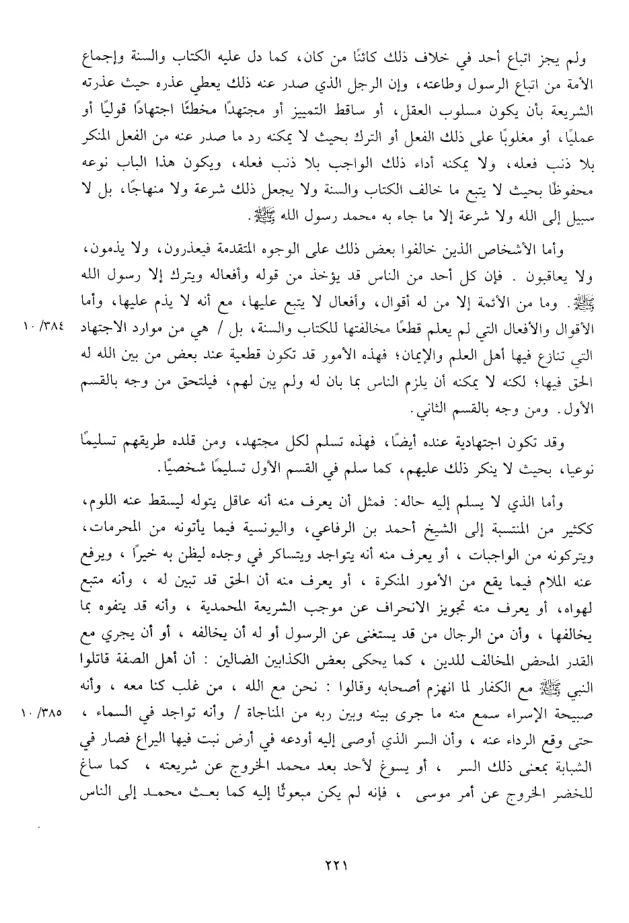 ولم يجز اتباع أحد في خلاف ذلك كائنًا من كان، كما دل عليه الكتاب والسنة وإجماع
الأمة من اتباع الرسول وطاعته، وإن الرجل الذي صدر عنه ذلك يعطي عذره حيث عذرته
الشريعة بأن يكون مسلوب العقل، أو ساقط التمييز أو مجتهدًا مخطئًا اجتهادًا قوليًا أو
عمليًا، أو مغلوبًا على ذلك الفعل أو الترك بحيث لا يمكنه رد ما صدر عنه من الفعل المنكر
بلا ذنب فعله، ولا يمكنه أداء ذلك الواجب بلا ذنب فعله، ويكون هذا الباب نوعه
محفوظًا بحيث لا يتبع ما خالف الكتاب والسنة ولا يجعل ذلك شرعة ولا منهاجًا، بل لا
سبيل إلى الله ولا شرعة إلا ما جاء به محمد رسول الله ﷺ.
وأما الأشخاص الذين خالفوا بعض ذلك على الوجوه المتقدمة فيعذرون، ولا يذمون،
ولا يعاقبون . فإن كل أحد من الناس قد يؤخذ من قوله وأفعاله ويترك إلا رسول الله
ﷺ. وما من الأئمة إلا من له أقوال، وأفعال لا يتبع عليها، مع أنه لا يذم عليها، وأما
الأقوال والأفعال التي لم يعلم قطعًا مخالفتها للكتاب والسنة، بل / هي من موارد الاجتهاد ١٠/٣٨٤
التي تنازع فيها أهل العلم والإيمان؛ فهذه الأمور قد تكون قطعية عند بعض من بين الله له
الحق فيها؛ لكنه لا يمكنه أن يلزم الناس بما بان له ولم يبن لهم، فيلتحق من وجه بالقسم
الأول. ومن وجه بالقسم الثاني.
وقد تكون اجتهادية عنده أيضًا، فهذه تسلم لكل مجتهد، ومن قلده طريقهم تسليمًا
نوعيا، بحيث لا ينكر ذلك عليهم، كما سلم في القسم الأول تسليمًا شخصيًا.
وأما الذي لا يسلم إليه حاله: فمثل أن يعرف منه أنه عاقل يتوله ليسقط عنه اللوم،
ككثير من المنتسبة إلى الشيخ أحمد بن الرفاعي، واليونسية فيما يأتونه من المحرمات،
ويتركونه من الواجبات ، أو يعرف منه أنه يتواجد ويتساكر في وجده ليظن به خيرًا ، ويرفع
عنه الملام فيما يقع من الأمور المنكرة ، أو يعرف منه أن الحق قد تبين له ، وأنه متبع
لهواه، أو يعرف منه تجويز الانحراف عن موجب الشريعة المحمدية ، وأنه قد يتفوه بما
يخالفها ، وأن من الرجال من قد يستغنى عن الرسول أو له أن يخالفه ، أو أن يجري مع
القدر المحض المخالف للدين ، كما يحكى بعض الكذابين الضالين : أن أهل الصفة قاتلوا
النبي ﷺ مع الكفار لما انهزم أصحابه وقالوا : نحن مع الله ، من غلب كنا معه ، وأنه
صبيحة الإسراء سمع منه ما جرى بينه وبين ربه من المناجاة / وأنه تواجد في السماء ، ١٠/٣٨٥
حتى وقع الرداء عنه ، وأن السر الذي أوصى إليه أودعه في أرض نبت فيها اليراع فصار في
الشبابة بمعنى ذلك السر ، أو يسوغ لأحد بعد محمد الخروج عن شريعته ، كما ساغ
للخضر الخروج عن أمر موسى ، فإنه لم يكن مبعوثًا إليه كما بعث محمد إلى الناس
٢٢١